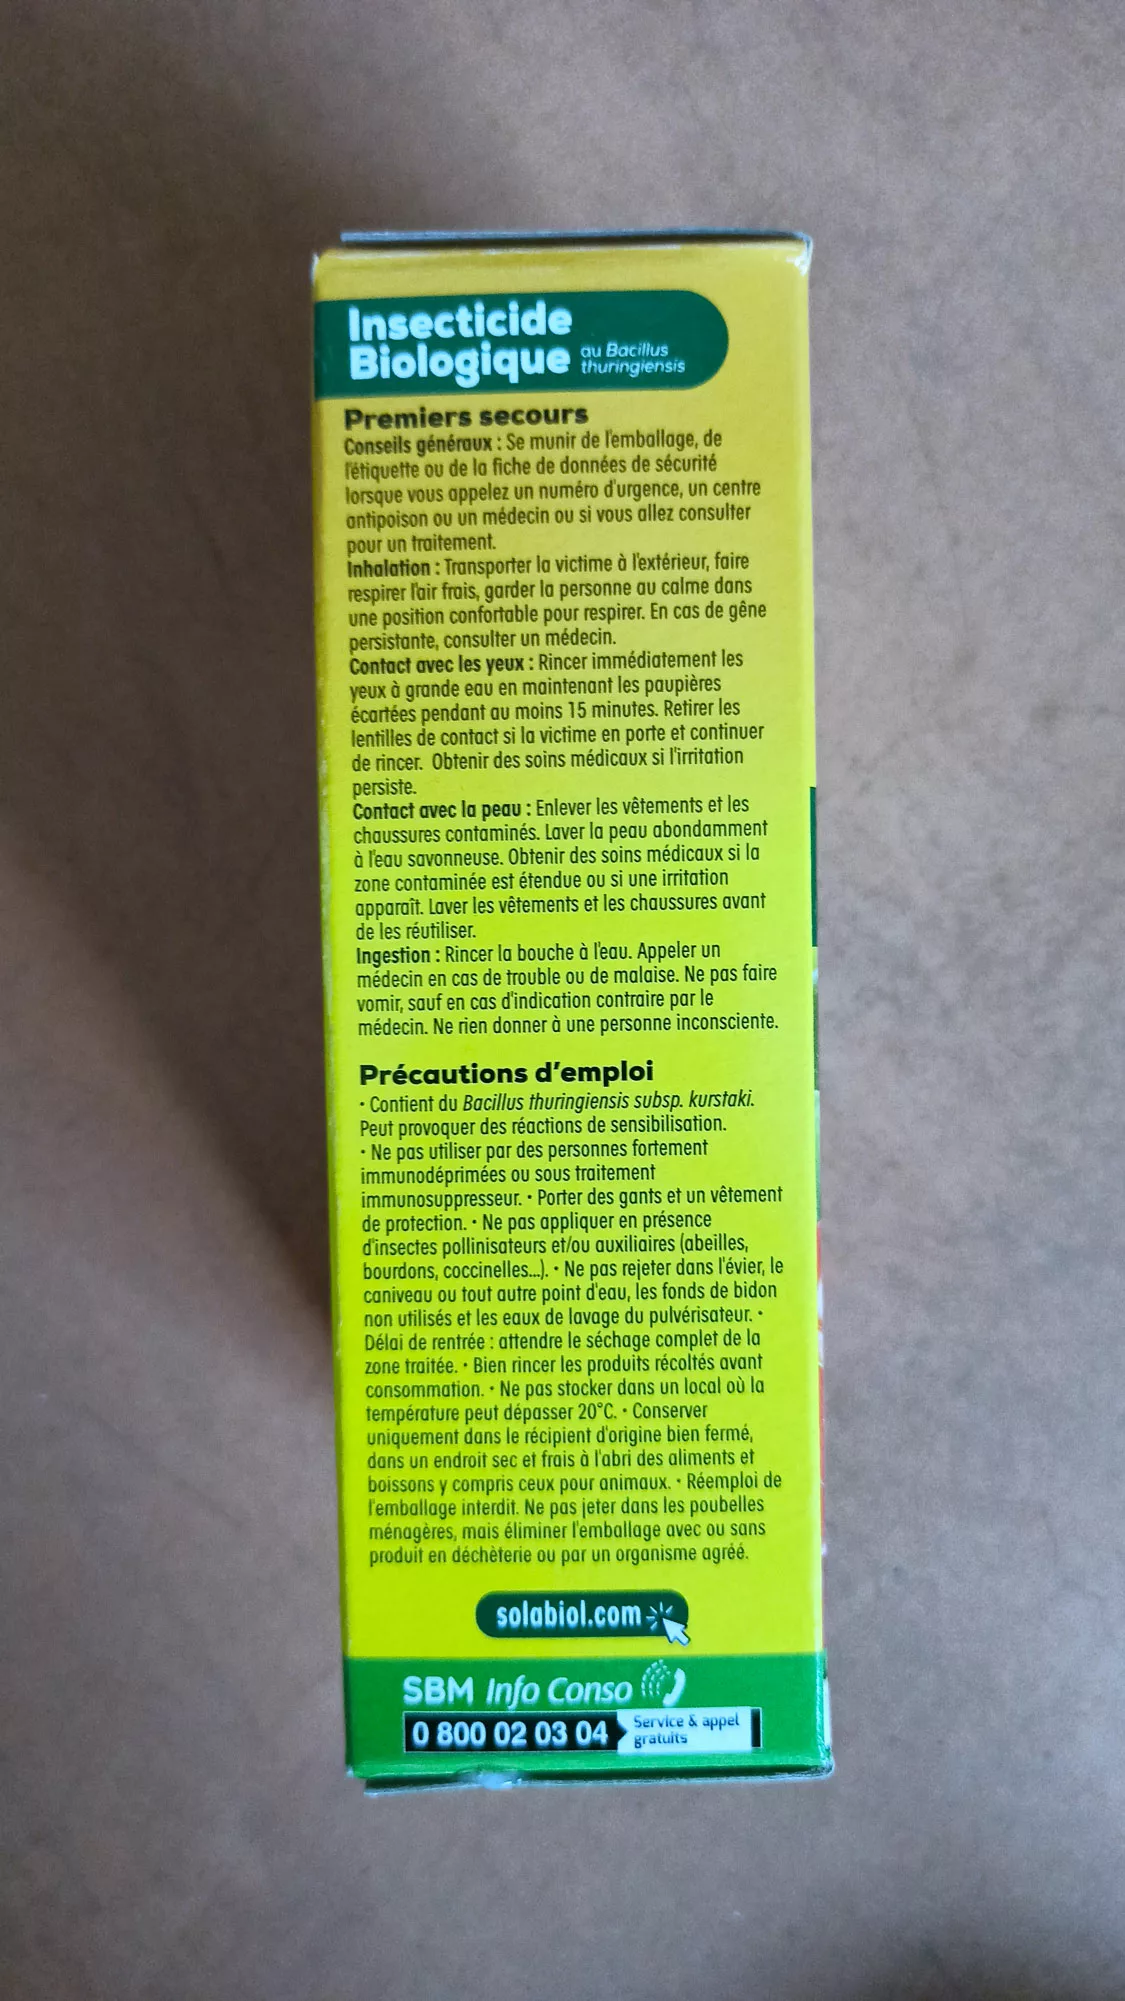 Insecticide
Biologique au Bacillus
thuringiensis
Premiers secours
Conseils généraux : Se munir de l'emballage, de
l'étiquette ou de la fiche de données de sécurité
lorsque vous appelez un numéro d'urgence, un centre
antipoison ou un médecin ou si vous allez consulter
pour un traitement.
Inhalation : Transporter la victime à l'extérieur, faire
respirer l'air frais, garder la personne au calme dans
une position confortable pour respirer. En cas de gêne
persistante, consulter un médecin.
Contact avec les yeux : Rincer immédiatement les
yeux à grande eau en maintenant les paupières
écartées pendant au moins 15 minutes. Retirer les
lentilles de contact si la victime en porte et continuer
de rincer. Obtenir des soins médicaux si l'irritation
persiste.
Contact avec la peau : Enlever les vêtements et les
chaussures contaminés. Laver la peau abondamment
à l'eau savonneuse. Obtenir des soins médicaux si la
zone contaminée est étendue ou si une irritation
apparaît. Laver les vêtements et les chaussures avant
de les réutiliser.
Ingestion : Rincer la bouche à l'eau. Appeler un
médecin en cas de trouble ou de malaise. Ne pas faire
vomir, sauf en cas d'indication contraire par le
médecin. Ne rien donner à une personne inconsciente.
Précautions d'emploi
• Contient du Bacillus thuringiensis subsp. kurstaki.
Peut provoquer des réactions de sensibilisation.
• Ne pas utiliser par des personnes fortement
immunodéprimées ou sous traitement
immunosuppresseur. • Porter des gants et un vêtement
de protection. • Ne pas appliquer en présence
d'insectes pollinisateurs et/ou auxiliaires (abeilles,
bourdons, coccinelles...). • Ne pas rejeter dans l'évier, le
caniveau ou tout autre point d'eau, les fonds de bidon
non utilisés et les eaux de lavage du pulvérisateur. •
Délai de rentrée : attendre le séchage complet de la
zone traitée. • Bien rincer les produits récoltés avant
consommation. • Ne pas stocker dans un local où la
température peut dépasser 20°C. • Conserver
uniquement dans le récipient d'origine bien fermé,
dans un endroit sec et frais à l'abri des aliments et
boissons y compris ceux pour animaux. • Réemploi de
l'emballage interdit. Ne pas jeter dans les poubelles
ménagères, mais éliminer l'emballage avec ou sans
produit en déchèterie ou par un organisme agréé.
solabiol.com
SBM Info Conso
0 800 02 03 04 Service & appel
gratuits